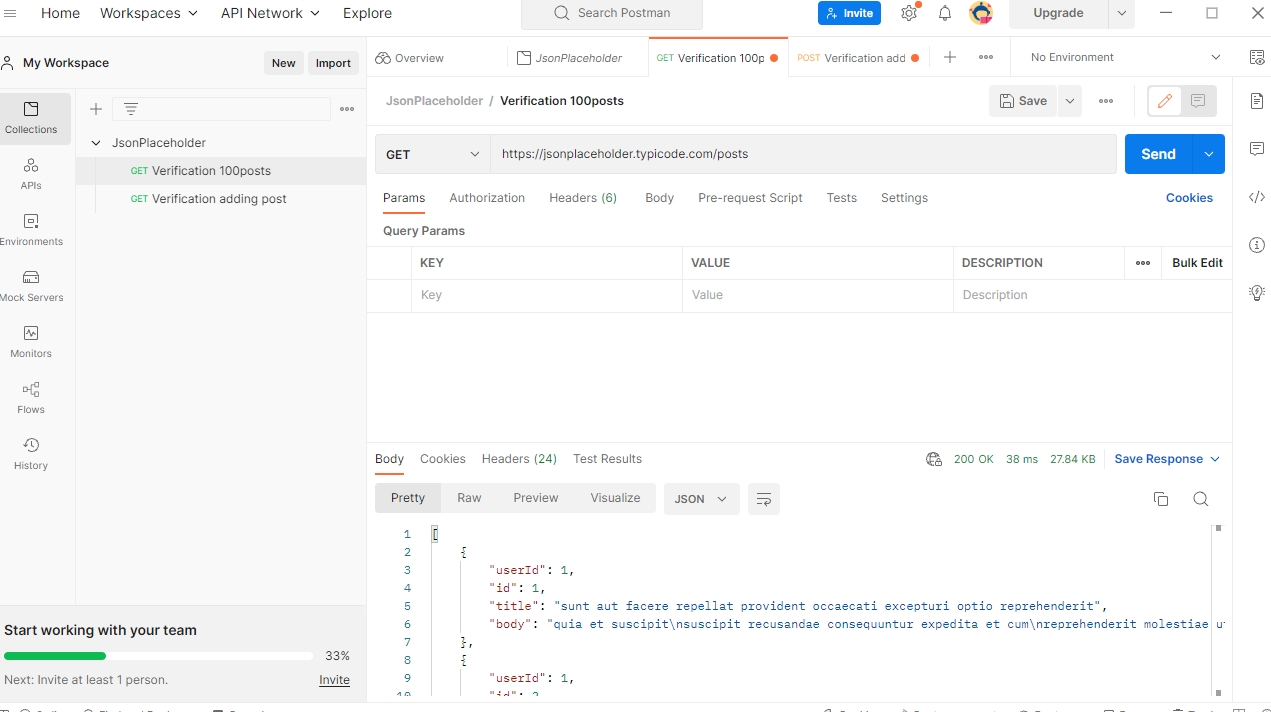 Home Workspaces API Network Explore Search Postman Invite Upgrade
My Workspace New Import
Overview JsonPlaceholder GET Verification 100p POST Verification add No Environment
Collections
APIs
Environments
Mock Servers
Monitors
Flows
History
JsonPlaceholder
GET Verification 100posts
GET Verification adding post
Start working with your team
33%
Next: Invite at least 1 person. Invite
JsonPlaceholder / Verification 100posts Save
GET https://jsonplaceholder.typicode.com/posts Send
Params Authorization Headers (6) Body Pre-request Script Tests Settings Cookies
Query Params
KEY VALUE DESCRIPTION Bulk Edit
Key Value Description
Body Cookies Headers (24) Test Results 200 OK 38 ms 27.84 KB Save Response
Pretty Raw Preview Visualize JSON
1 [
2 {
3 "userId": 1,
4 "id": 1,
5 "title": "sunt aut facere repellat provident occaecati excepturi optio reprehenderit",
6 "body": "quia et suscipit\nsuscipit recusandae consequuntur expedita et cum\nreprehenderit molestiae
7 },
8 {
9 "userId": 1,
10 "id": 2